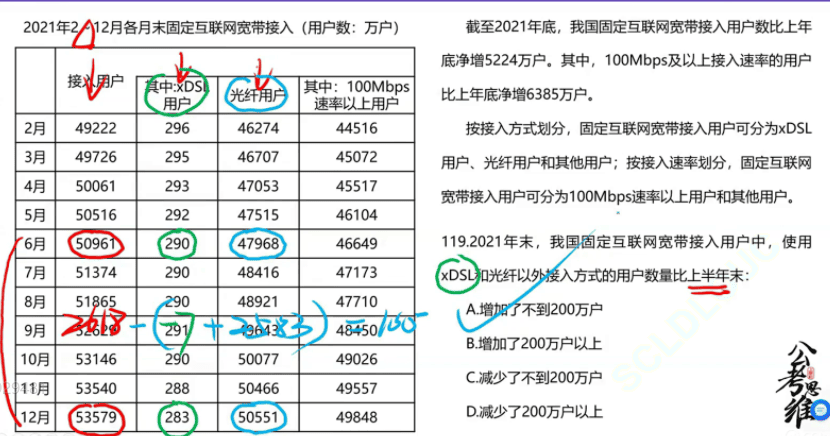 2021年2—12月各月末固定互联网宽带接入（用户数：万户）
接入用户 其中:xDSL用户 光纤用户 其中：100Mbps速率以上用户
2月 49222 296 46274 44516
3月 49726 295 46707 45072
4月 50061 293 47053 45517
5月 50516 292 47515 46104
6月 50961 290 47968 46649
7月 51374 290 48416 47173
8月 51865 290 48921 47710
9月 291 48450
10月 53146 290 50077 49026
11月 53540 288 50466 49557
12月 53579 283 50551 49848
2618-(-7+2583)=
截至2021年底，我国固定互联网宽带接入用户数比上年
底净增5224万户。其中，100Mbps及以上接入速率的用户
比上年底净增6385万户。
按接入方式划分，固定互联网宽带接入用户可分为xDSL
用户、光纤用户和其他用户；按接入速率划分，固定互联网
宽带接入用户可分为100Mbps速率以上用户和其他用户。
119.2021年末，我国固定互联网宽带接入用户中，使用
xDSL和光纤以外接入方式的用户数量比上半年末：
A.增加了不到200万户
B.增加了200万户以上
C.减少了不到200万户
D.减少了200万户以上
公考思维